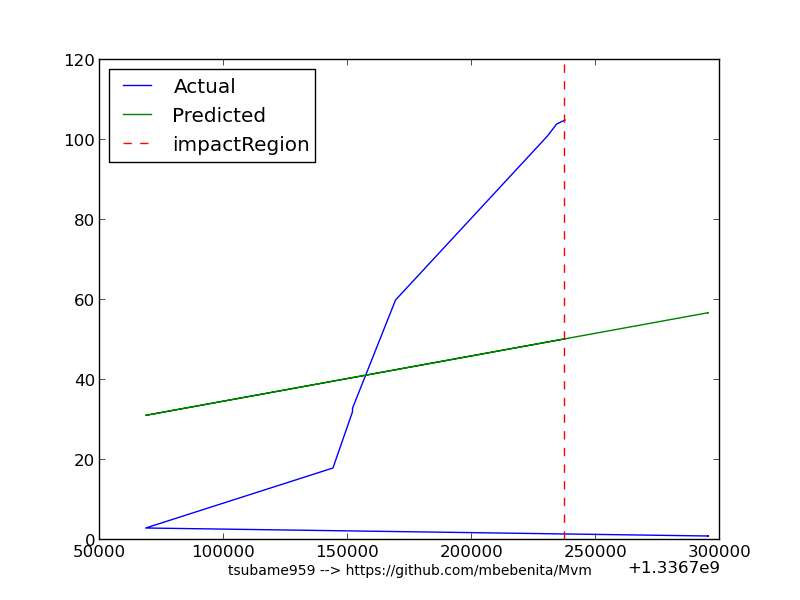 120
100
80
60
40
20
0
Actual
Predicted
impactRegion
50000 100000 150000 200000 250000 300000
tsubame959 --> https://github.com/mbebenita/Mvm +1.3367e9